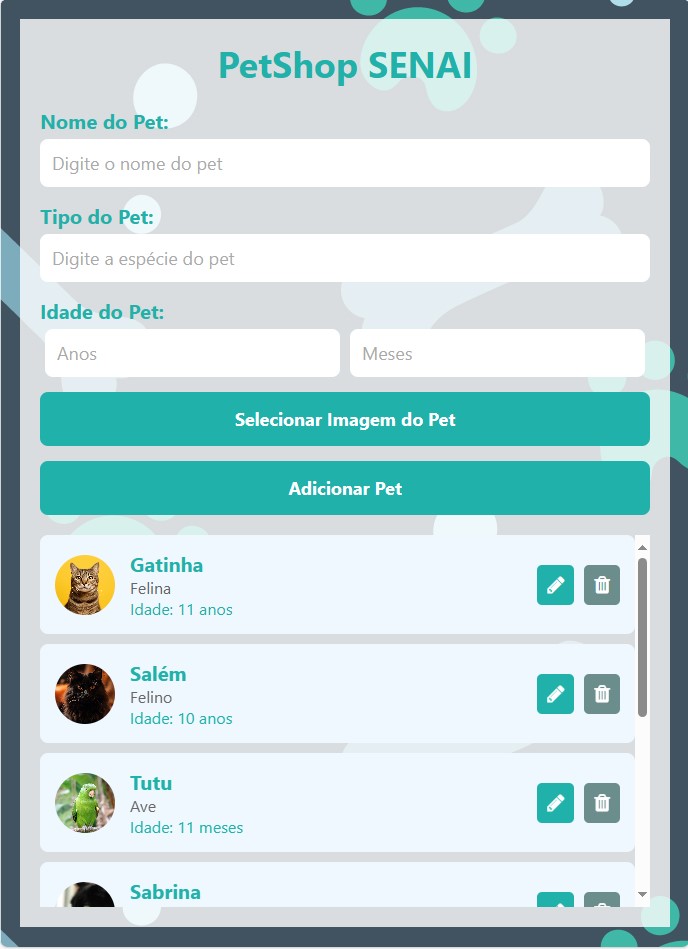 PetShop SENAI
Nome do Pet:
Digite o nome do pet
Tipo do Pet:
Digite a espécie do pet
Idade do Pet:
Anos
Meses
Selecionar Imagem do Pet
Adicionar Pet
Gatinha
Felina
Idade: 11 anos
Salém
Felino
Idade: 10 anos
Tutu
Ave
Idade: 11 meses
Sabrina